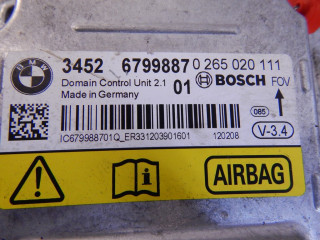 BMW
3452 6799887 0 265 020 111
Domain Control Unit 2.1 01 BOSCH FOV
Made in Germany
085
V-3.4
IC679988701Q_ER331203901601 120208
AIRBAG